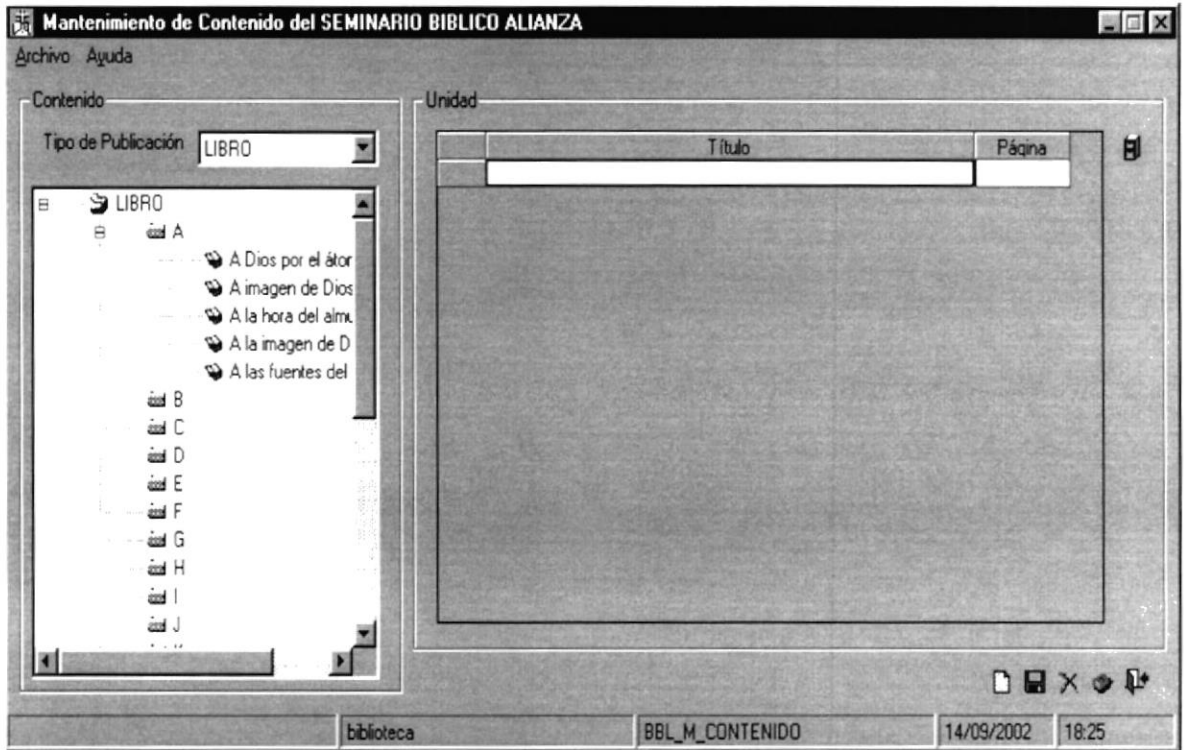 Mantenimiento de Contenido del SEMINARIO BIBLICO ALIANZA
Archivo Ayuda
Contenido
Tipo de Publicación LIBRO
LIBRO
A
A Dios por el átor
A imagen de Dios
A la hora del almu
A la imagen de D
A las fuentes del
B
C
D
E
F
G
H
I
J
Unidad
Título Página
biblioteca BBL_M_CONTENIDO 14/09/2002 18:25